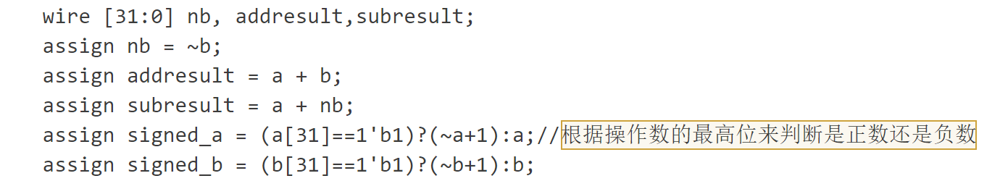 wire [31:0] nb, addresult,subresult;
assign nb = ~b;
assign addresult = a + b;
assign subresult = a + nb;
assign signed_a = (a[31]==1'b1)?(~a+1):a;//根据操作数的最高位来判断是正数还是负数
assign signed_b = (b[31]==1'b1)?(~b+1):b;